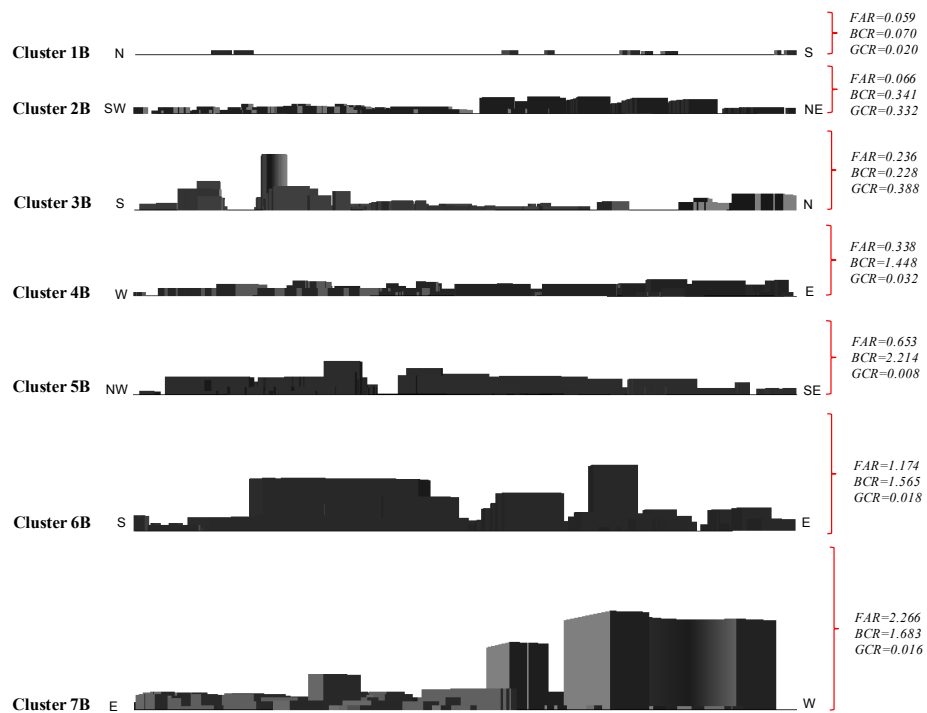 FAR=0.059
BCR=0.070
Cluster 1B N S GCR=0.020
FAR=0.066
BCR=0.341
Cluster 2B SW NE GCR=0.332
FAR=0.236
BCR=0.228
Cluster 3B S N GCR=0.388
FAR=0.338
BCR=1.448
Cluster 4B W E GCR=0.032
FAR=0.653
BCR=2.214
Cluster 5B NW SE GCR=0.008
FAR=1.174
BCR=1.565
GCR=0.018
Cluster 6B S E
FAR=2.266
BCR=1.683
GCR=0.016
Cluster 7B E W